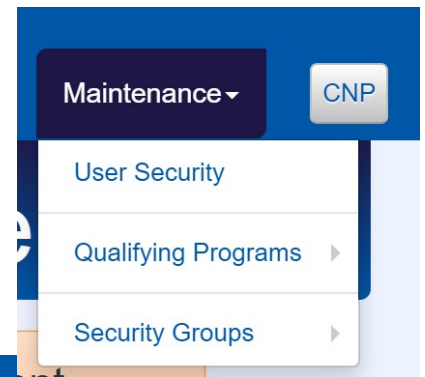 Maintenance
CNP
User Security
Qualifying Programs
Security Groups